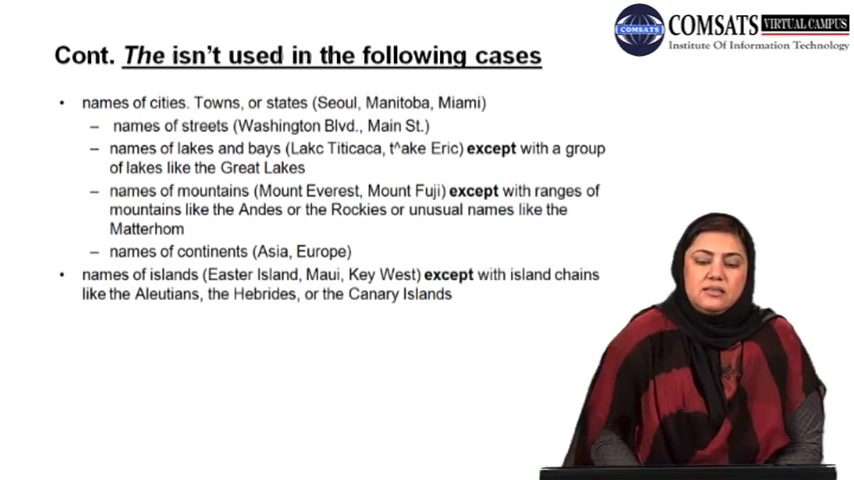 COMSATS VIRTUAL CAMPUS
COMSATS
Institute Of Information Technology
Cont. The isn't used in the following cases
• names of cities. Towns, or states (Seoul, Manitoba, Miami)
– names of streets (Washington Blvd., Main St.)
– names of lakes and bays (Lakc Titicaca, t^ake Eric) except with a group
of lakes like the Great Lakes
– names of mountains (Mount Everest, Mount Fuji) except with ranges of
mountains like the Andes or the Rockies or unusual names like the
Matterhom
– names of continents (Asia, Europe)
• names of islands (Easter Island, Maui, Key West) except with island chains
like the Aleutians, the Hebrides, or the Canary Islands